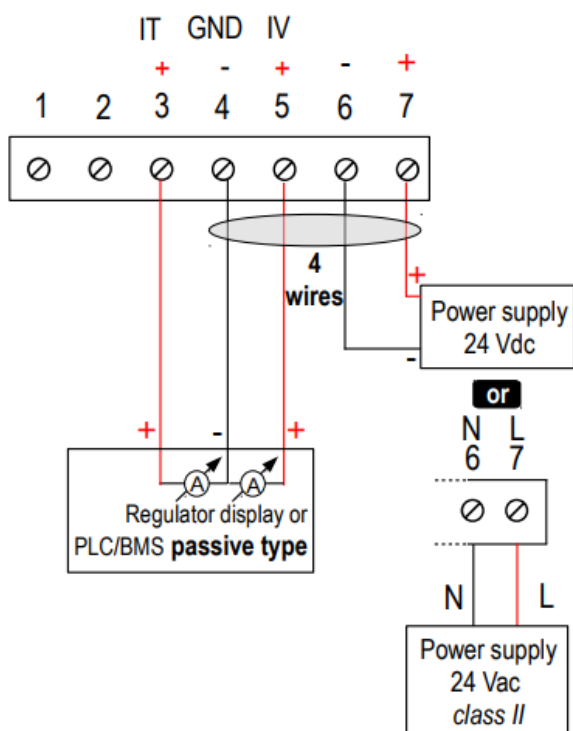 IT GND IV
+ - + - +
1 2 3 4 5 6 7
4
wires
+
Power supply
24 Vdc
-
or
N L
6 7
+ - +
A A
Regulator display or
PLC/BMS passive type
N L
Power supply
24 Vac
class II